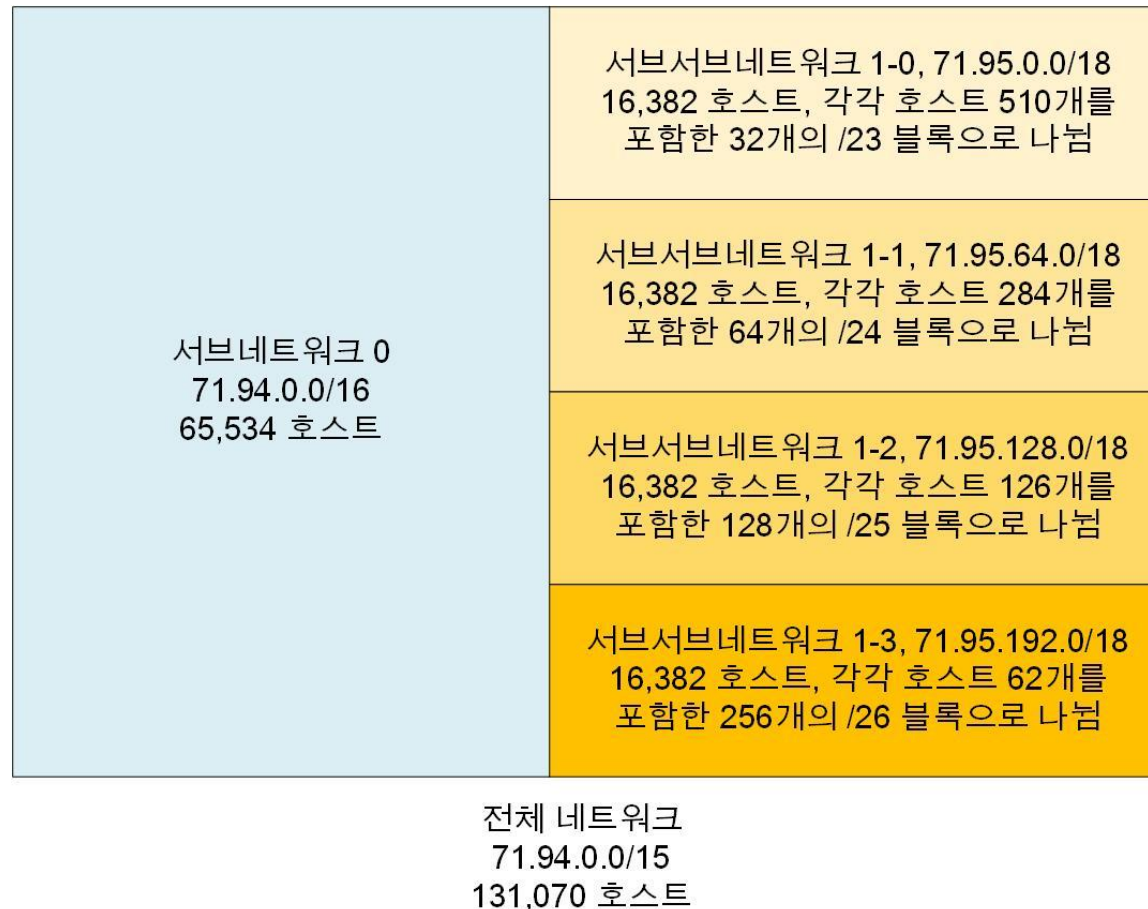 서브네트워크 0
71.94.0.0/16
65,534 호스트
서브서브네트워크 1-0, 71.95.0.0/18
16,382 호스트, 각각 호스트 510개를
포함한 32개의 /23 블록으로 나뉨
서브서브네트워크 1-1, 71.95.64.0/18
16,382 호스트, 각각 호스트 284개를
포함한 64개의 /24 블록으로 나뉨
서브서브네트워크 1-2, 71.95.128.0/18
16,382 호스트, 각각 호스트 126개를
포함한 128개의 /25 블록으로 나뉨
서브서브네트워크 1-3, 71.95.192.0/18
16,382 호스트, 각각 호스트 62개를
포함한 256개의 /26 블록으로 나뉨
전체 네트워크
71.94.0.0/15
131,070 호스트